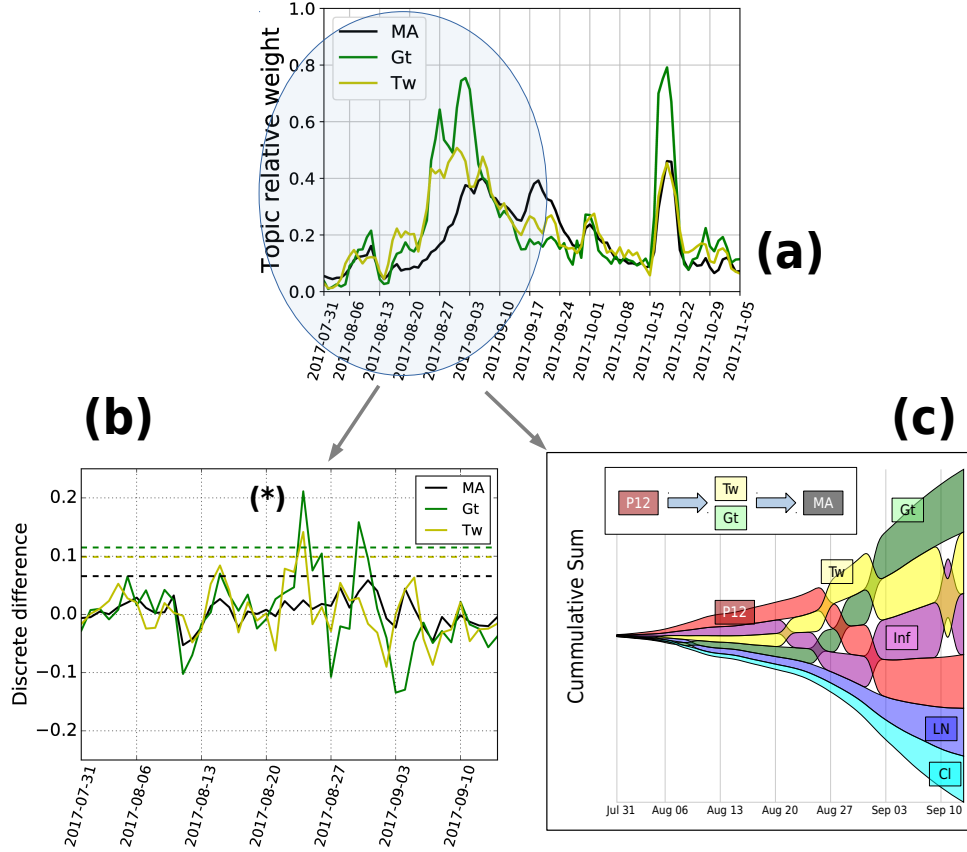 Topic relative weight
1.0
0.8
0.6
0.4
0.2
0.0
MA
Gt
Tw
(a)
2017-07-31
2017-08-06
2017-08-13
2017-08-20
2017-08-27
2017-09-03
2017-09-10
2017-09-17
2017-09-24
2017-10-01
2017-10-08
2017-10-15
2017-10-22
2017-10-29
2017-11-05
(b)
Discrete difference
0.2
0.1
0.0
−0.1
−0.2
(*)
MA
Gt
Tw
2017-07-31
2017-08-06
2017-08-13
2017-08-20
2017-08-27
2017-09-03
2017-09-10
(c)
Cummulative Sum
P12
Tw
Gt
MA
Gt
Tw
P12
Inf
LN
Cl
Jul 31
Aug 06
Aug 13
Aug 20
Aug 27
Sep 03
Sep 10